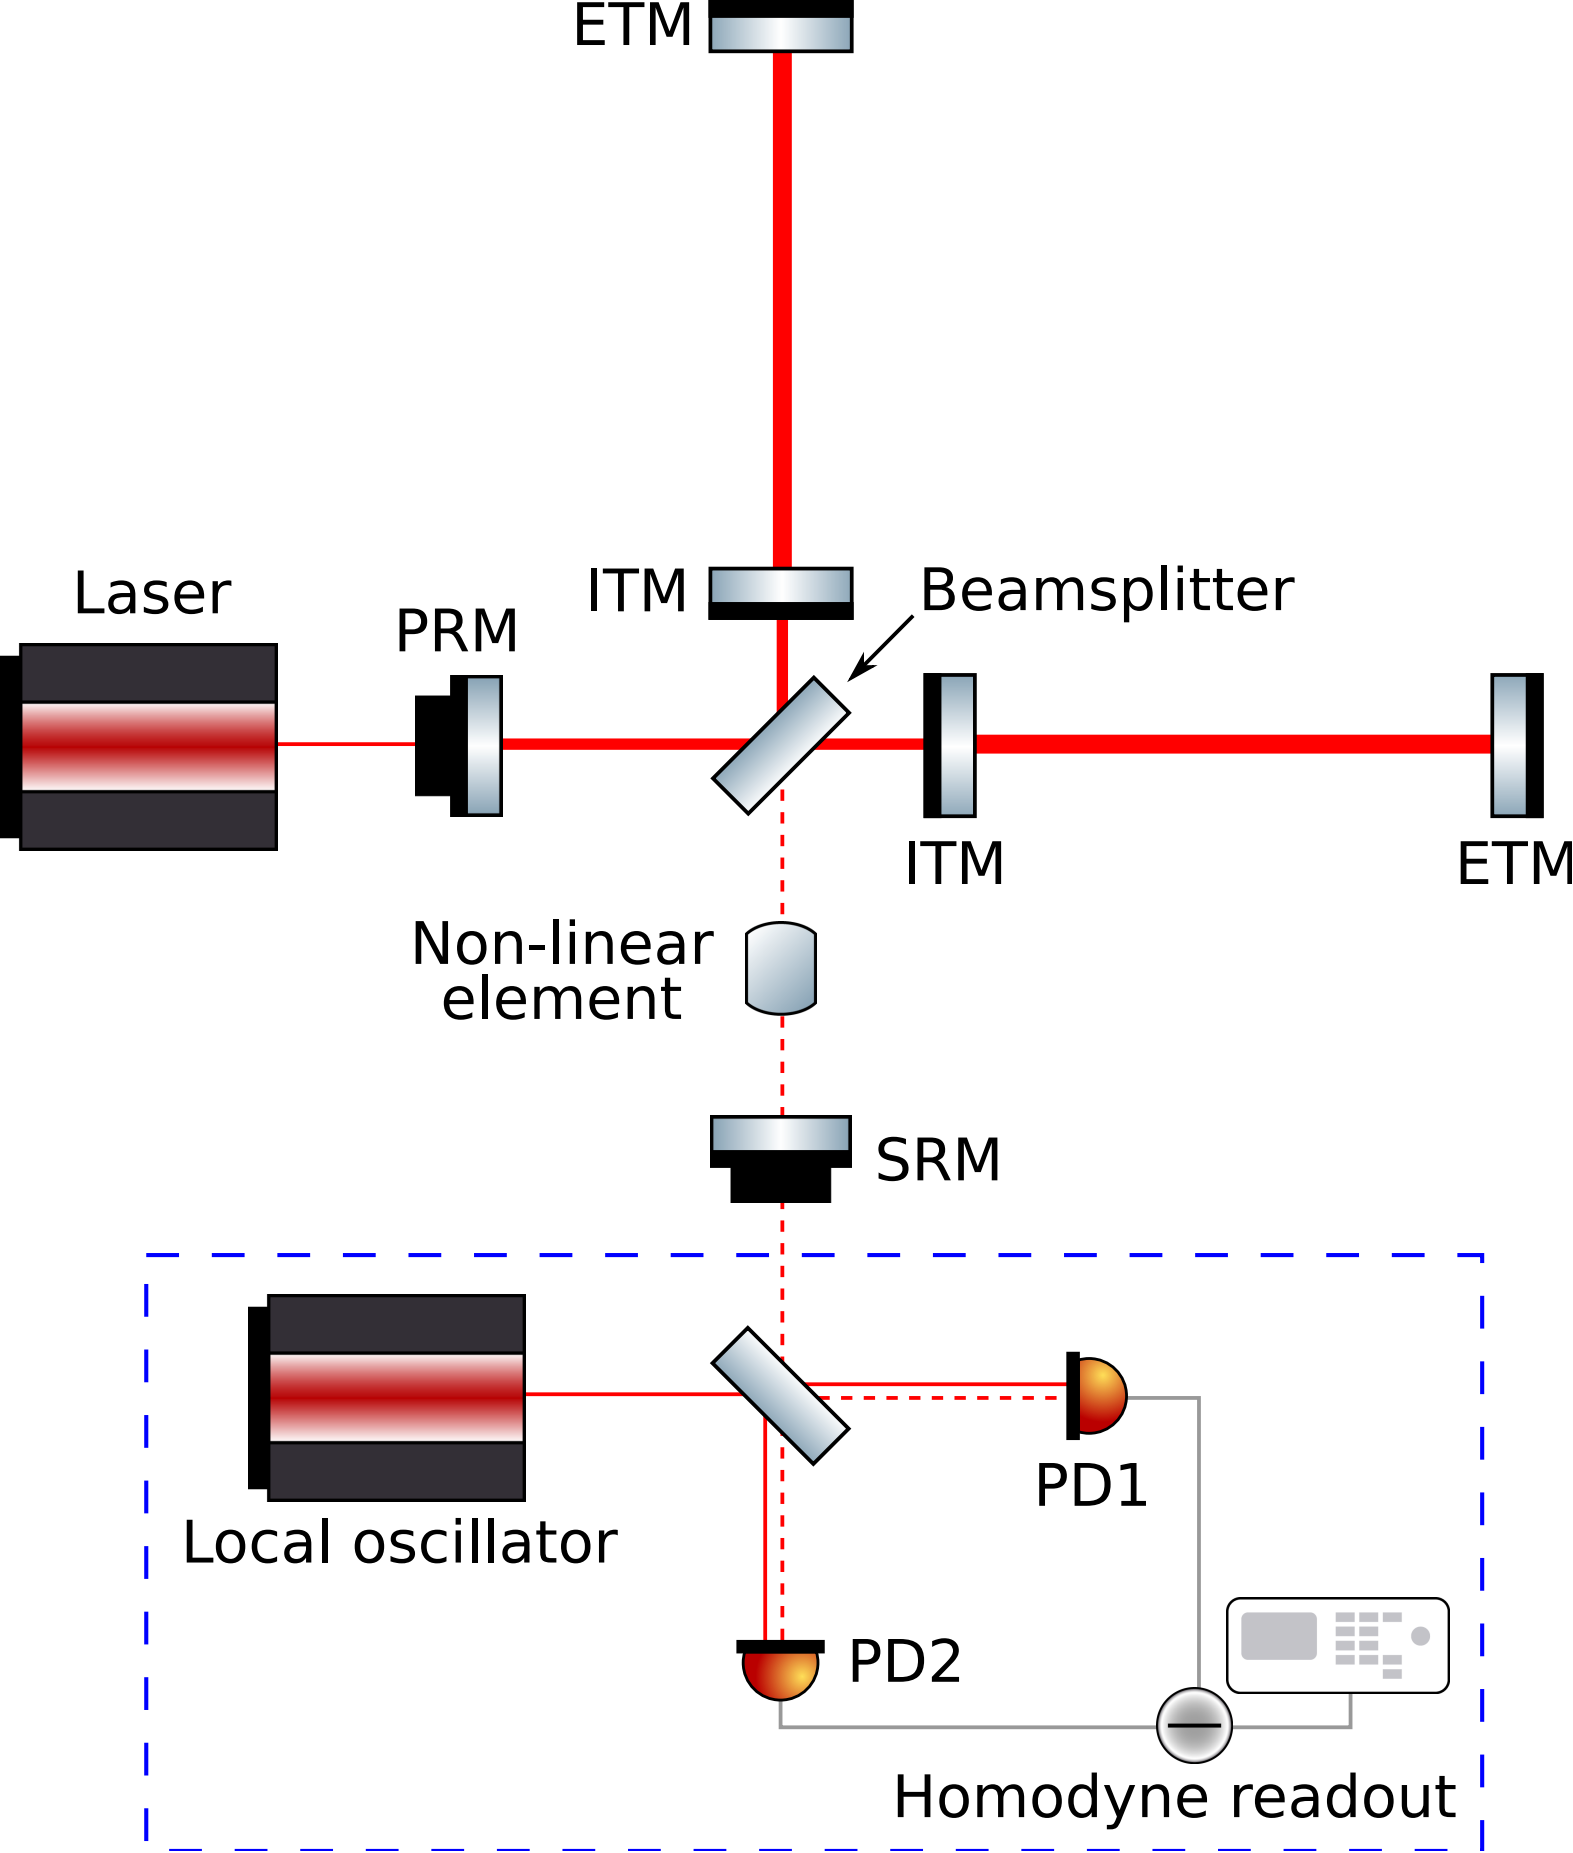 ETM
ITM
Beamsplitter
Laser
PRM
ITM
ETM
Non-linear
element
SRM
PD1
Local oscillator
PD2
Homodyne readout